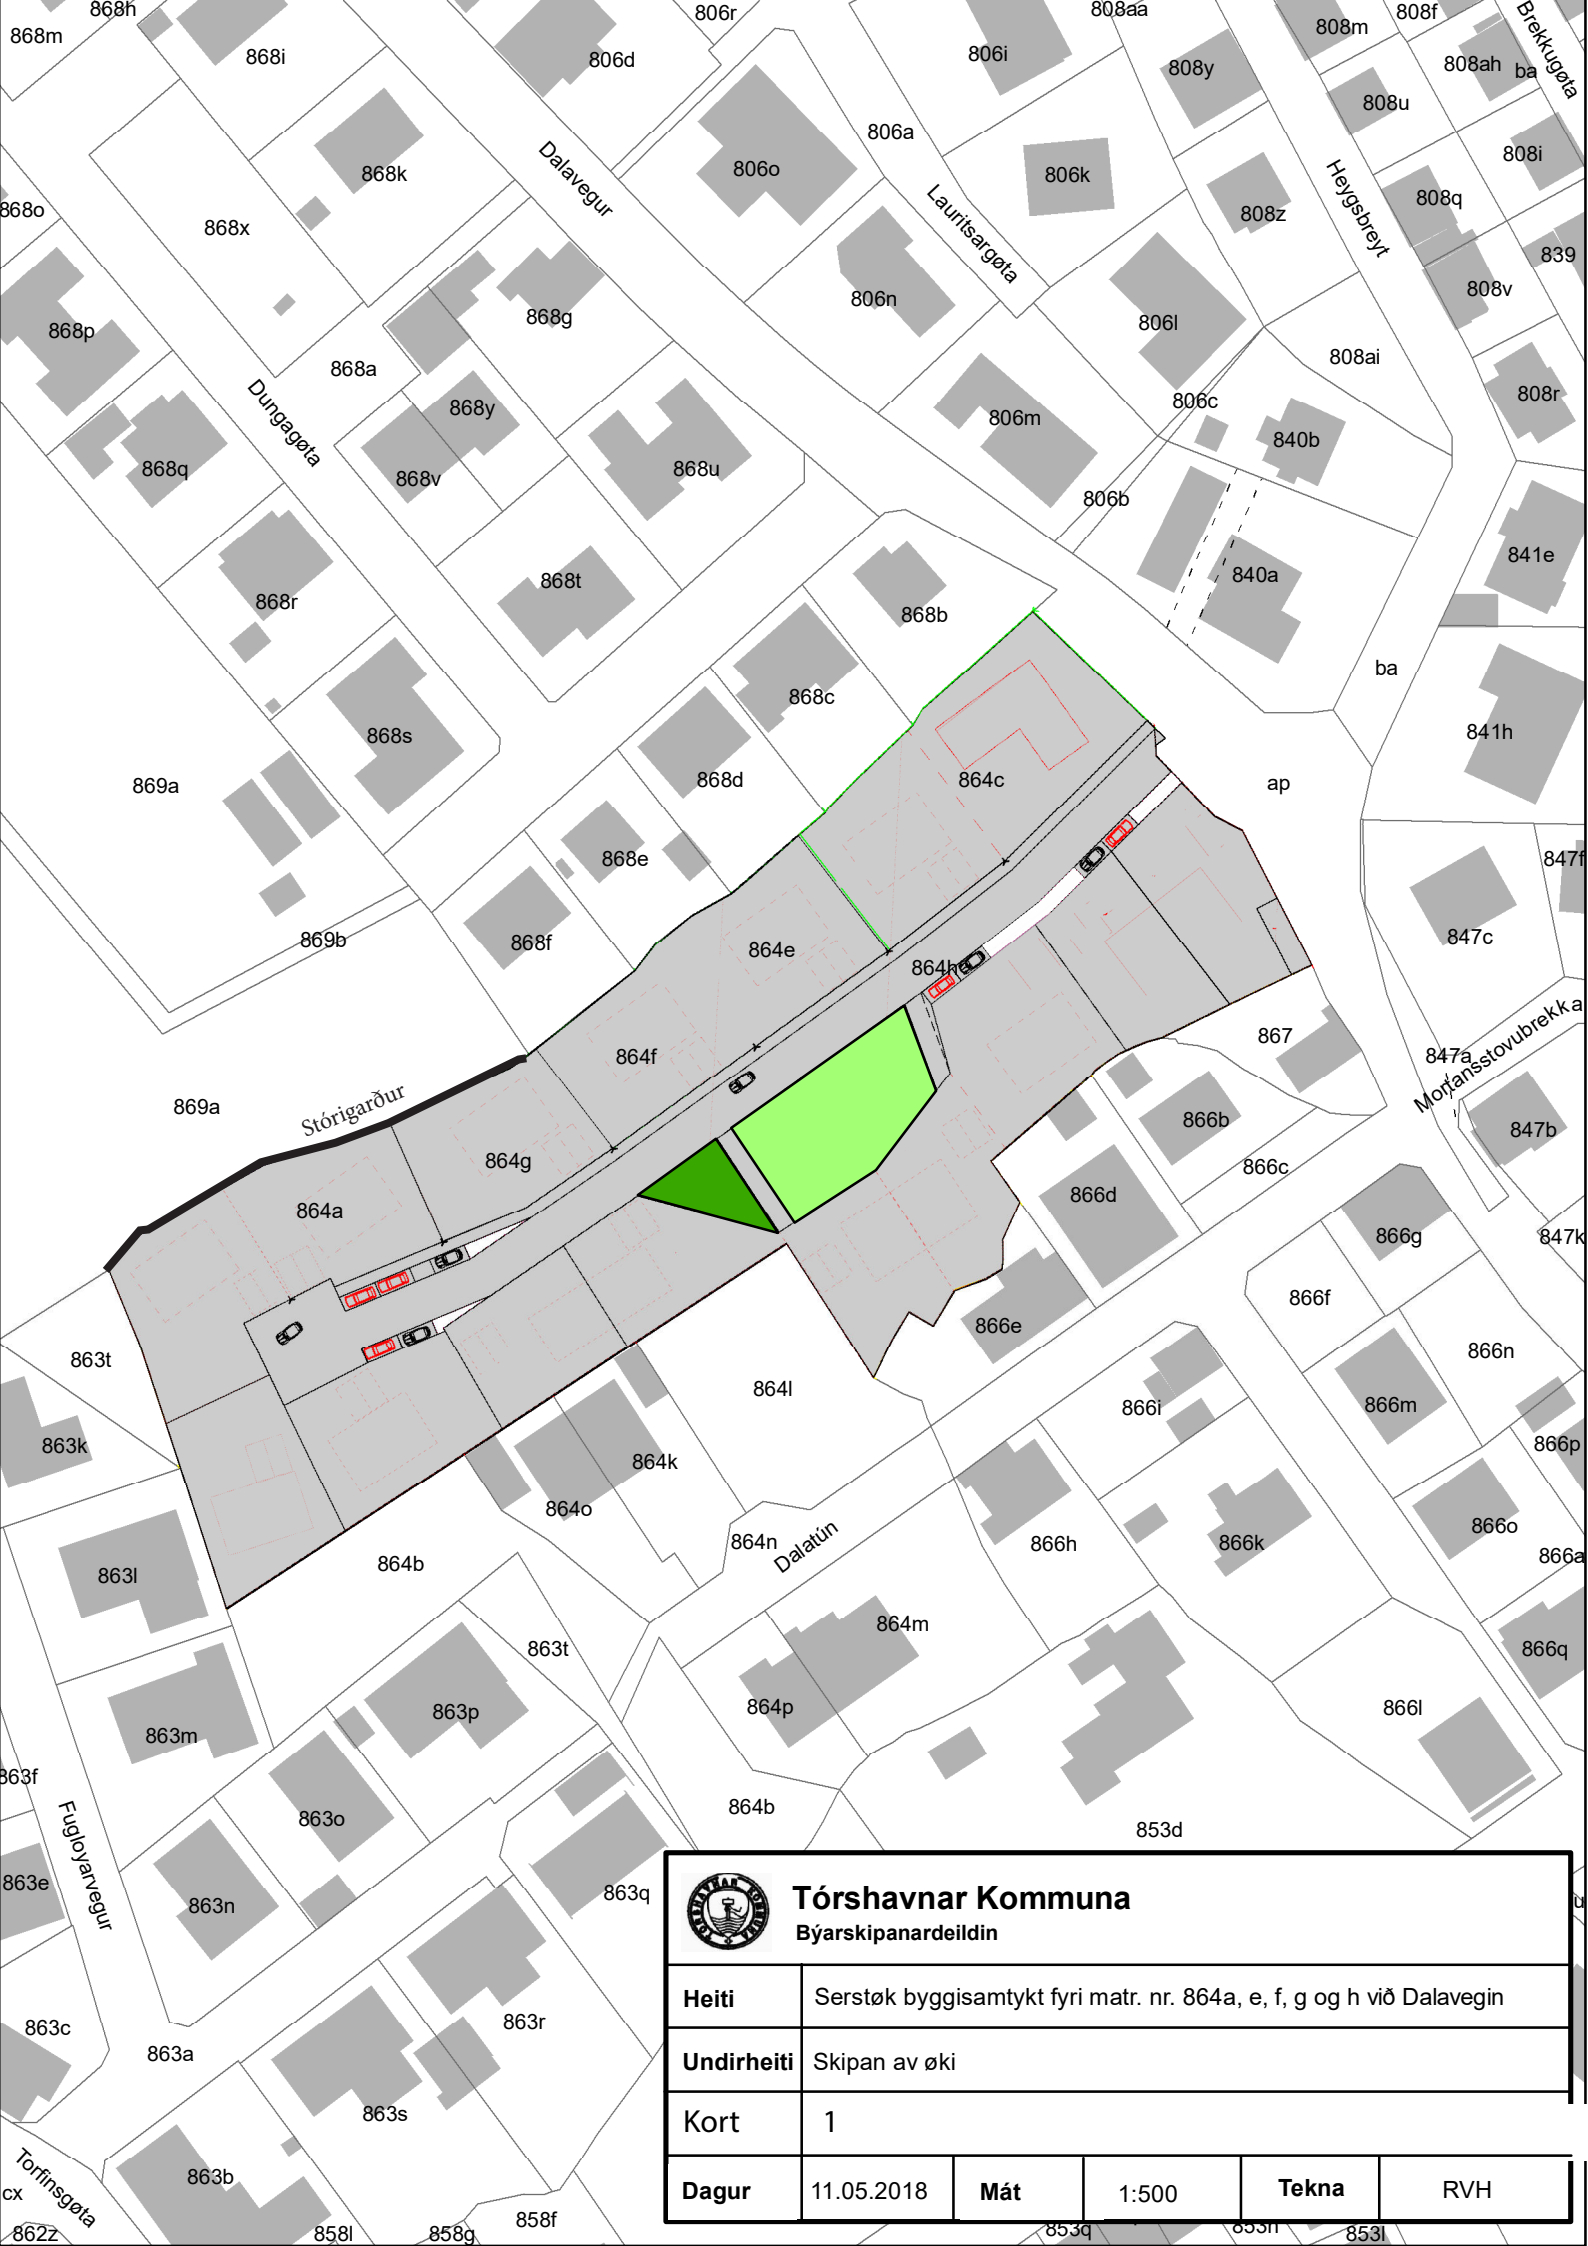 868h
806r
808aa
808f
868m
868i
806d
806i
808m
Brekkugøta
808y
808ah
ba
808u
806a
868k
Dalavegur
806o
806k
808i
868o
868x
Lauritsargøta
808z
Heygsbreyt
808q
839
868g
806n
808v
868p
806l
868a
808ai
Dungagøta
868y
806c
808r
868q
868v
868u
806m
840b
806b
868t
840a
841e
868r
868b
ba
868c
868s
841h
869a
868d
864c
ap
868e
847f
869b
868f
864e
847c
864h
867
864f
847a
Mortansstovubrekka
869a
Stórigarður
866b
847b
864g
866c
864a
866d
866g
847k
866f
866e
863t
864l
866n
866i
866m
863k
864k
866p
864o
864n
Dalatún
866h
866k
866o
866a
863l
864b
863t
864m
866q
863m
863p
864p
866l
863f
Fugloyarvegur
863o
864b
853d
863e
863n
863q
TÓRSHAVNAR KOMMUNA
Tórshavnar Kommuna
Býarskipanardeildin
Heiti
Serstøk byggisamtykt fyri matr. nr. 864a, e, f, g og h við Dalavegin
863c
863a
863r
Undirheiti
Skipan av øki
863s
Kort
1
Torfinsgøta
863b
Dagur
11.05.2018
Mát
1:500
Tekna
RVH
cx
862z
858l
858g
858f
853q
853n
853l